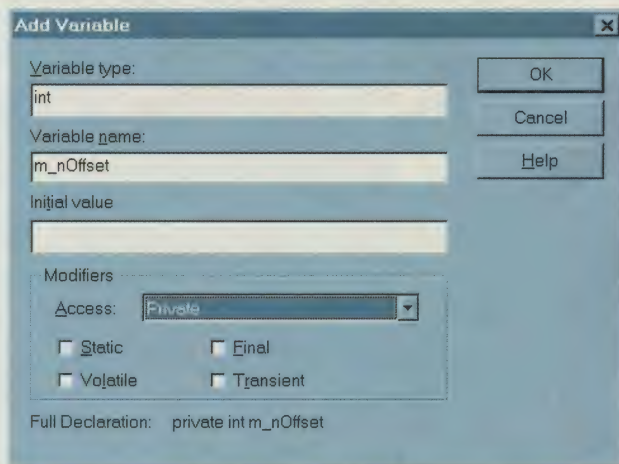 Add Variable
Variable type:
int
OK
Cancel
Variable name:
m_nOffset
Help
Initial value
Modifiers
Access: Private
Static Final
Volatile Transient
Full Declaration: private int m_nOffset